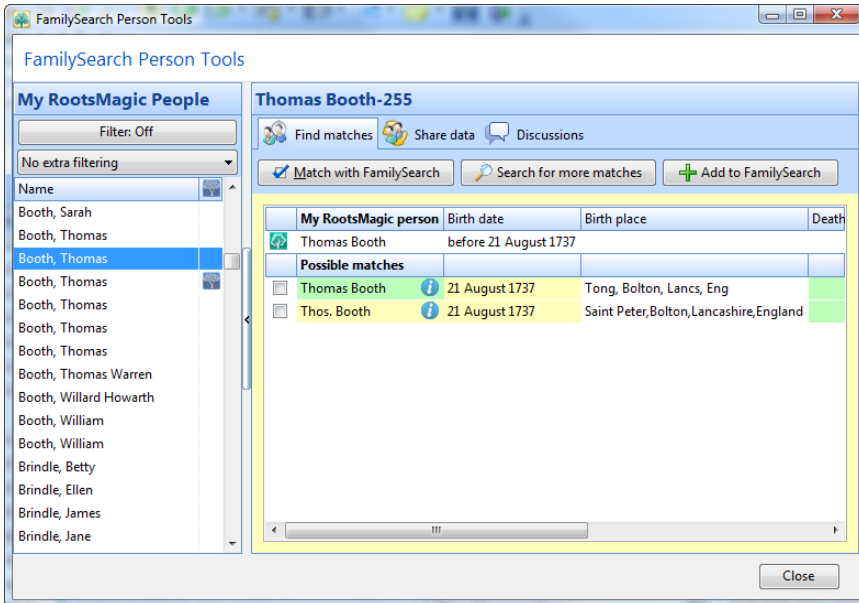 FamilySearch Person Tools
FamilySearch Person Tools
My RootsMagic People
Filter: Off
No extra filtering
Name
Booth, Sarah
Booth, Thomas
Booth, Thomas
Booth, Thomas
Booth, Thomas
Booth, Thomas
Booth, Thomas
Booth, Thomas Warren
Booth, Willard Howarth
Booth, William
Booth, William
Brindle, Betty
Brindle, Ellen
Brindle, James
Brindle, Jane
Thomas Booth-255
Find matches Share data Discussions
Match with FamilySearch Search for more matches Add to FamilySearch
My RootsMagic person Birth date Birth place Death
Thomas Booth before 21 August 1737
Possible matches
Thomas Booth 21 August 1737 Tong, Bolton, Lancs, Eng
Thos. Booth 21 August 1737 Saint Peter,Bolton,Lancashire,England
Close